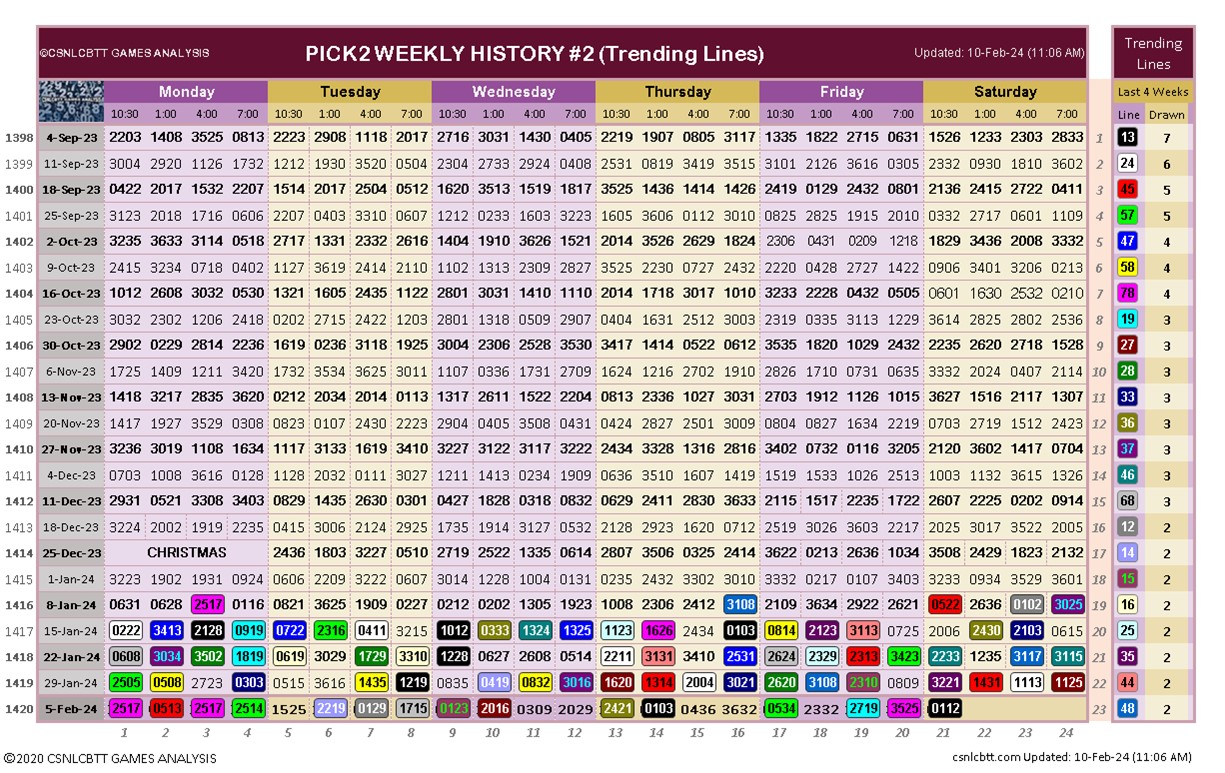 ©CSNLCBTT GAMES ANALYSIS PICK2 WEEKLY HISTORY #2 (Trending Lines) Updated: 10-Feb-24 (11:06 AM) Trending Lines
Monday Tuesday Wednesday Thursday Friday Saturday Last 4 Weeks
10:30 1:00 4:00 7:00 10:30 1:00 4:00 7:00 10:30 1:00 4:00 7:00 10:30 1:00 4:00 7:00 10:30 1:00 4:00 7:00 10:30 1:00 4:00 7:00 Line Drawn
1398 4-Sep-23 2203 1408 3525 0813 2223 2908 1118 2017 2716 3031 1430 0405 2219 1907 0805 3117 1335 1822 2715 0631 1526 1233 2303 2833 1 13 7
1399 11-Sep-23 3004 2920 1126 1732 1212 1930 3520 0504 2304 2733 2924 0408 2531 0819 3419 3515 3101 2126 3616 0305 2332 0930 1810 3602 2 24 6
1400 18-Sep-23 0422 2017 1532 2207 1514 2017 2504 0512 1620 3513 1519 1817 3525 1436 1414 1426 2419 0129 2432 0801 2136 2415 2722 0411 3 45 5
1401 25-Sep-23 3123 2018 1716 0606 2207 0403 3310 0607 1212 0233 1603 3223 1605 3606 0112 3010 0825 2825 1915 2010 0332 2717 0601 1109 4 57 5
1402 2-Oct-23 3235 3633 3114 0518 2717 1331 2332 2616 1404 1910 3626 1521 2014 3526 2629 1824 2306 0431 0209 1218 1829 3436 2008 3332 5 47 4
1403 9-Oct-23 2415 3234 0718 0402 1127 3619 2414 2110 1102 1313 2309 2827 3525 2230 0727 2432 2220 0428 2727 1422 0906 3401 3206 0213 6 58 4
1404 16-Oct-23 1012 2608 3032 0530 1321 1605 2435 1122 2801 3031 1410 1110 2014 1718 3017 1010 3233 2228 0432 0505 0601 1630 2532 0210 7 78 4
1405 23-Oct-23 3032 2302 1206 2418 0202 2715 2422 1203 2801 1318 0509 2907 0404 1631 2512 3003 2319 0335 3113 1229 3614 2825 2802 2536 8 19 3
1406 30-Oct-23 2902 0229 2814 2236 1619 0236 3118 1925 3004 2306 2528 3530 3417 1414 0522 0612 3535 1820 1029 2432 2235 2620 2718 1528 9 27 3
1407 6-Nov-23 1725 1409 1211 3420 1732 3534 3625 3011 1107 0336 1731 2709 1624 1216 2702 1910 2826 1710 0731 0635 3332 2024 0407 2114 10 28 3
1408 13-Nov-23 1418 3217 2835 3620 0212 2034 2014 0113 1317 2611 1522 2204 0813 2336 1027 3031 2703 1912 1126 1015 3627 1516 2117 1307 11 33 3
1409 20-Nov-23 1417 1927 3529 0308 0823 0107 2430 2223 2904 0405 3508 0431 0424 2827 2501 3009 0804 0827 1634 2219 0703 2719 1512 2423 12 36 3
1410 27-Nov-23 3236 3019 1108 1634 1117 3133 1619 3413 3227 3122 3117 3222 2434 3328 1316 2816 3402 0732 0116 3205 2120 3602 1417 0704 13 37 3
1411 4-Dec-23 0703 1008 3616 0128 1128 2032 0111 3027 1211 1413 0234 1909 0636 3510 1607 1419 1519 1533 1026 2513 1003 1132 3615 1326 14 46 3
1412 11-Dec-23 2931 0521 3308 3403 0829 1435 2630 0301 0427 1828 0318 0832 0629 2411 2830 3633 2115 1517 2235 1722 2607 2225 0202 0914 15 68 3
1413 18-Dec-23 3224 2002 1919 2235 0415 3006 2124 2925 1735 1914 3127 0532 2128 2923 1620 0712 2519 3026 3603 2217 2025 3017 3522 2005 16 12 2
1414 25-Dec-23 CHRISTMAS 2436 1803 3227 0510 2719 2522 1335 0614 2807 3506 0325 2414 3622 0213 2636 1034 3508 2429 1823 2132 17 14 2
1415 1-Jan-24 3223 1902 1931 0924 0606 2209 3222 0607 3014 1228 1004 0131 0235 2432 3302 3010 3332 0217 0107 3403 3233 0934 3529 3601 18 15 2
1416 8-Jan-24 0631 0628 2517 0116 0821 3625 1909 0227 0212 0202 1305 1923 1008 2306 2412 3108 2109 3634 2922 2621 0522 2636 0102 3025 19 16 2
1417 15-Jan-24 0222 3413 2128 0919 0722 2316 0411 3215 1012 0333 1324 1325 1123 1626 2434 0103 0814 2123 3113 0725 2006 2430 2103 0615 20 25 2
1418 22-Jan-24 0608 3034 3502 1819 0619 3029 1729 3310 1228 0627 2608 0514 2211 3131 3410 2531 2624 2329 2313 3423 2233 1235 3117 3115 21 35 2
1419 29-Jan-24 2505 0508 2723 0303 0515 3616 1435 1219 0835 0419 0832 3016 1620 1314 2004 3021 2620 3108 2310 0809 3221 1431 1113 1125 22 44 2
1420 5-Feb-24 2517 0513 2517 2514 1525 2219 0129 1715 0123 2016 0309 2029 2421 0103 0436 3632 0534 2332 2719 3525 0112 23 48 2
1 2 3 4 5 6 7 8 9 10 11 12 13 14 15 16 17 18 19 20 21 22 23 24
©2020 CSNLCBTT GAMES ANALYSIS csnlcbtt.com Updated: 10-Feb-24 (11:06 AM)